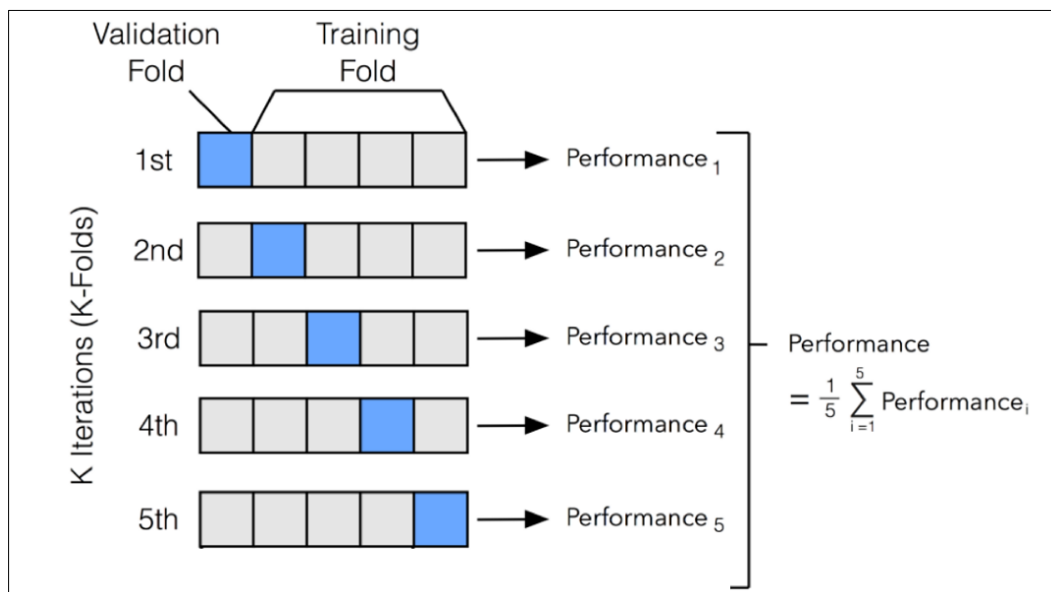 Validation
Fold
Training
Fold
K Iterations (K-Folds)
1st
Performance 1
2nd
Performance 2
3rd
Performance 3
4th
Performance 4
5th
Performance 5
Performance
= 1/5 5∑i=1 Performance i